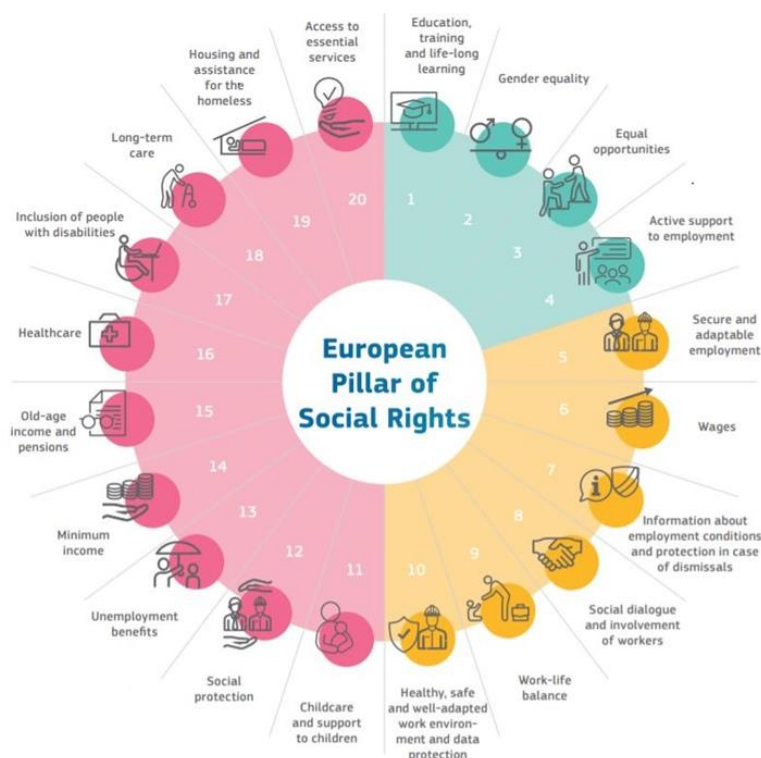 European
Pillar of
Social Rights
1
Education,
training
and life-long
learning
2
Gender equality
3
Equal
opportunities
4
Active support
to employment
5
Secure and
adaptable
employment
6
Wages
7
Information about
employment conditions
and protection in case
of dismissals
8
Social dialogue
and involvement
of workers
9
Work-life
balance
10
Healthy, safe
and well-adapted
work environ-
ment and data
protection
11
Childcare
and support
to children
12
Social
protection
13
Unemployment
benefits
14
Minimum
income
15
Old-age
income and
pensions
16
Healthcare
17
Inclusion of people
with disabilities
18
Long-term
care
19
Housing and
assistance
for the
homeless
20
Access to
essential
services
i